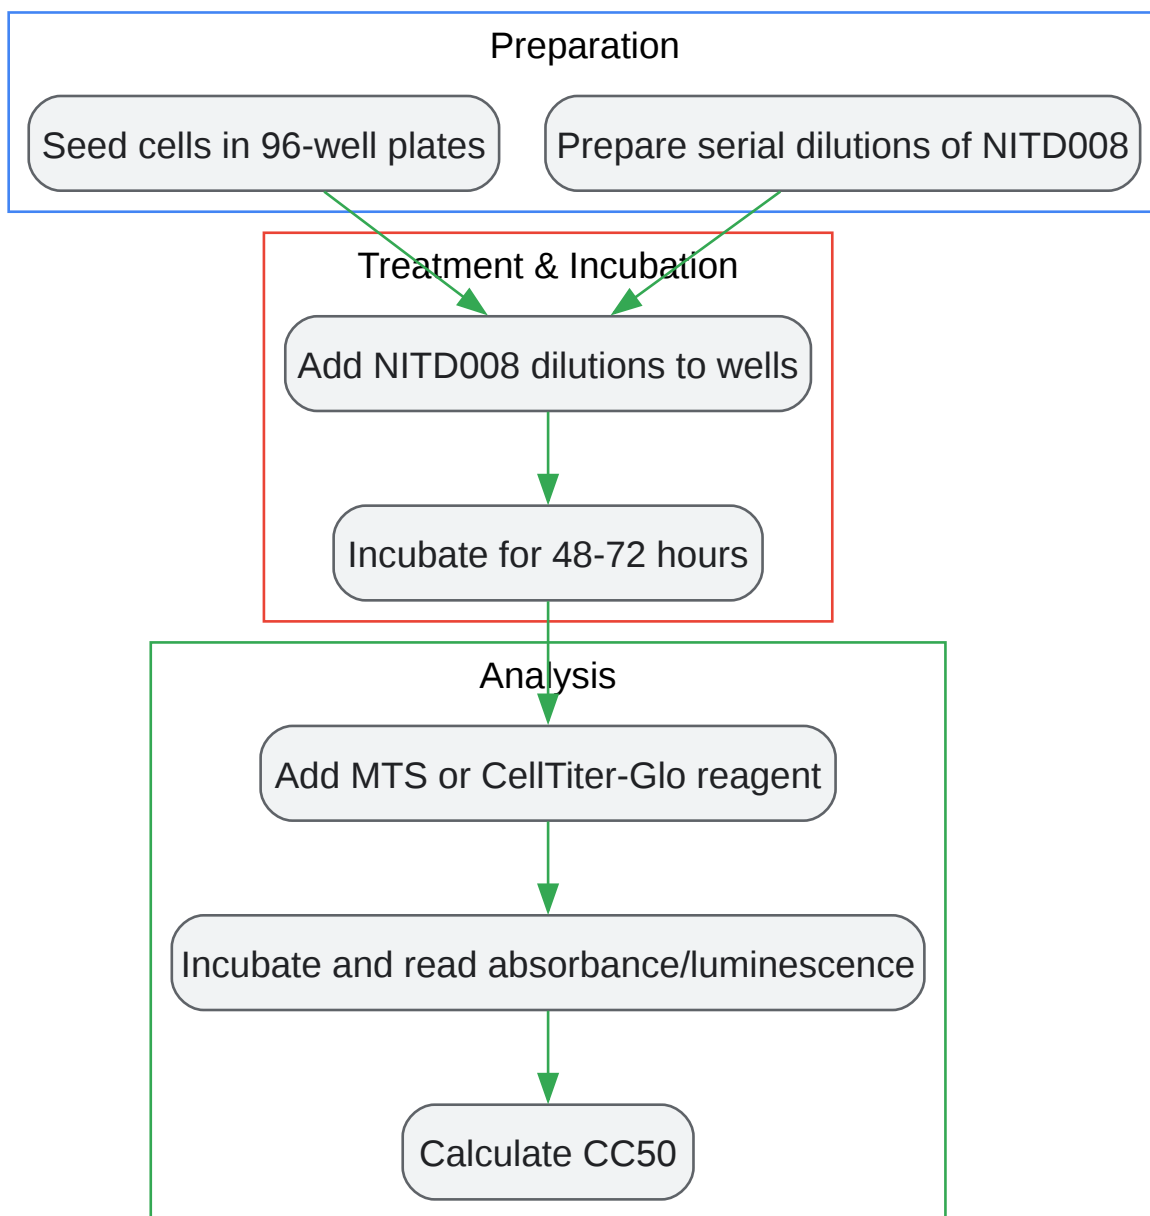 Preparation
Seed cells in 96-well plates
Prepare serial dilutions of NITD008
Treatment & Incubation
Add NITD008 dilutions to wells
Incubate for 48-72 hours
Analysis
Add MTS or CellTiter-Glo reagent
Incubate and read absorbance/luminescence
Calculate CC50